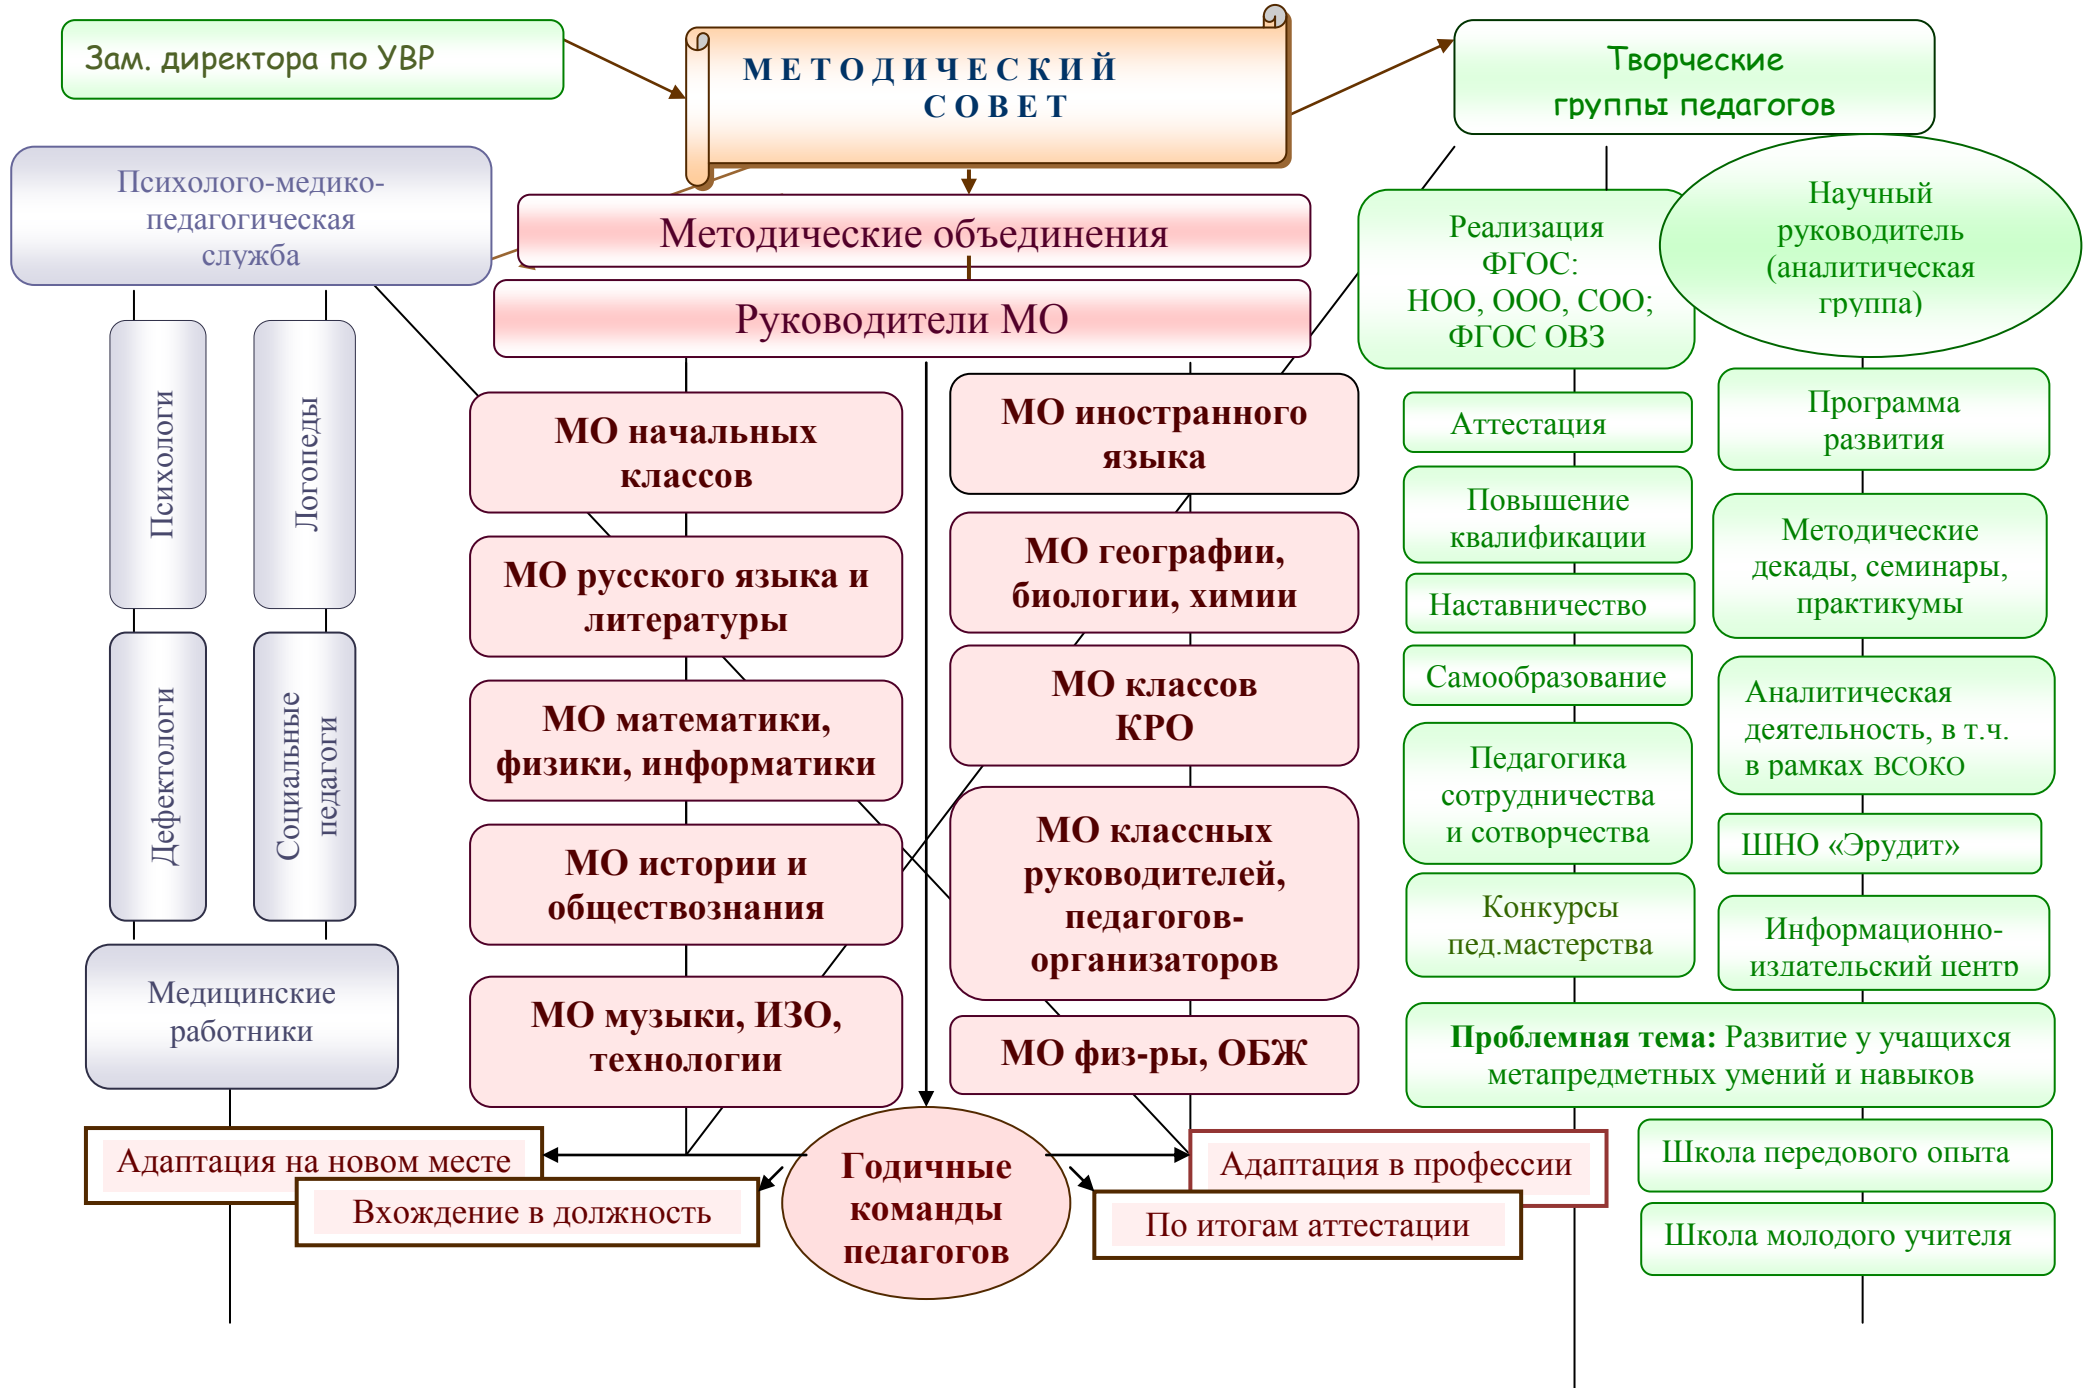 Зам. директора по УВР
МЕТОДИЧЕСКИЙ
СОВЕТ
Творческие
группы педагогов
Психолого-медико-
педагогическая
служба
Психологи
Логопеды
Дефектологи
Социальные
педагоги
Медицинские
работники
Методические объединения
Руководители МО
МО начальных
классов
МО русского языка и
литературы
МО математики,
физики, информатики
МО истории и
обществознания
МО музыки, ИЗО,
технологии
МО иностранного
языка
МО географии,
биологии, химии
МО классов
КРО
МО классных
руководителей,
педагогов-
организаторов
МО физ-ры, ОБЖ
Реализация
ФГОС:
НОО, ООО, СОО;
ФГОС ОВЗ
Аттестация
Повышение
квалификации
Наставничество
Самообразование
Педагогика
сотрудничества
и сотворчества
Конкурсы
пед.мастерства
Научный
руководитель
(аналитическая
группа)
Программа
развития
Методические
декады, семинары,
практикумы
Аналитическая
деятельность, в т.ч.
в рамках ВСОКО
ШНО «Эрудит»
Информационно-
издательский центр
Проблемная тема: Развитие у учащихся
метапредметных умений и навыков
Школа передового опыта
Школа молодого учителя
Адаптация на новом месте
Вхождение в должность
Годичные
команды
педагогов
Адаптация в профессии
По итогам аттестации